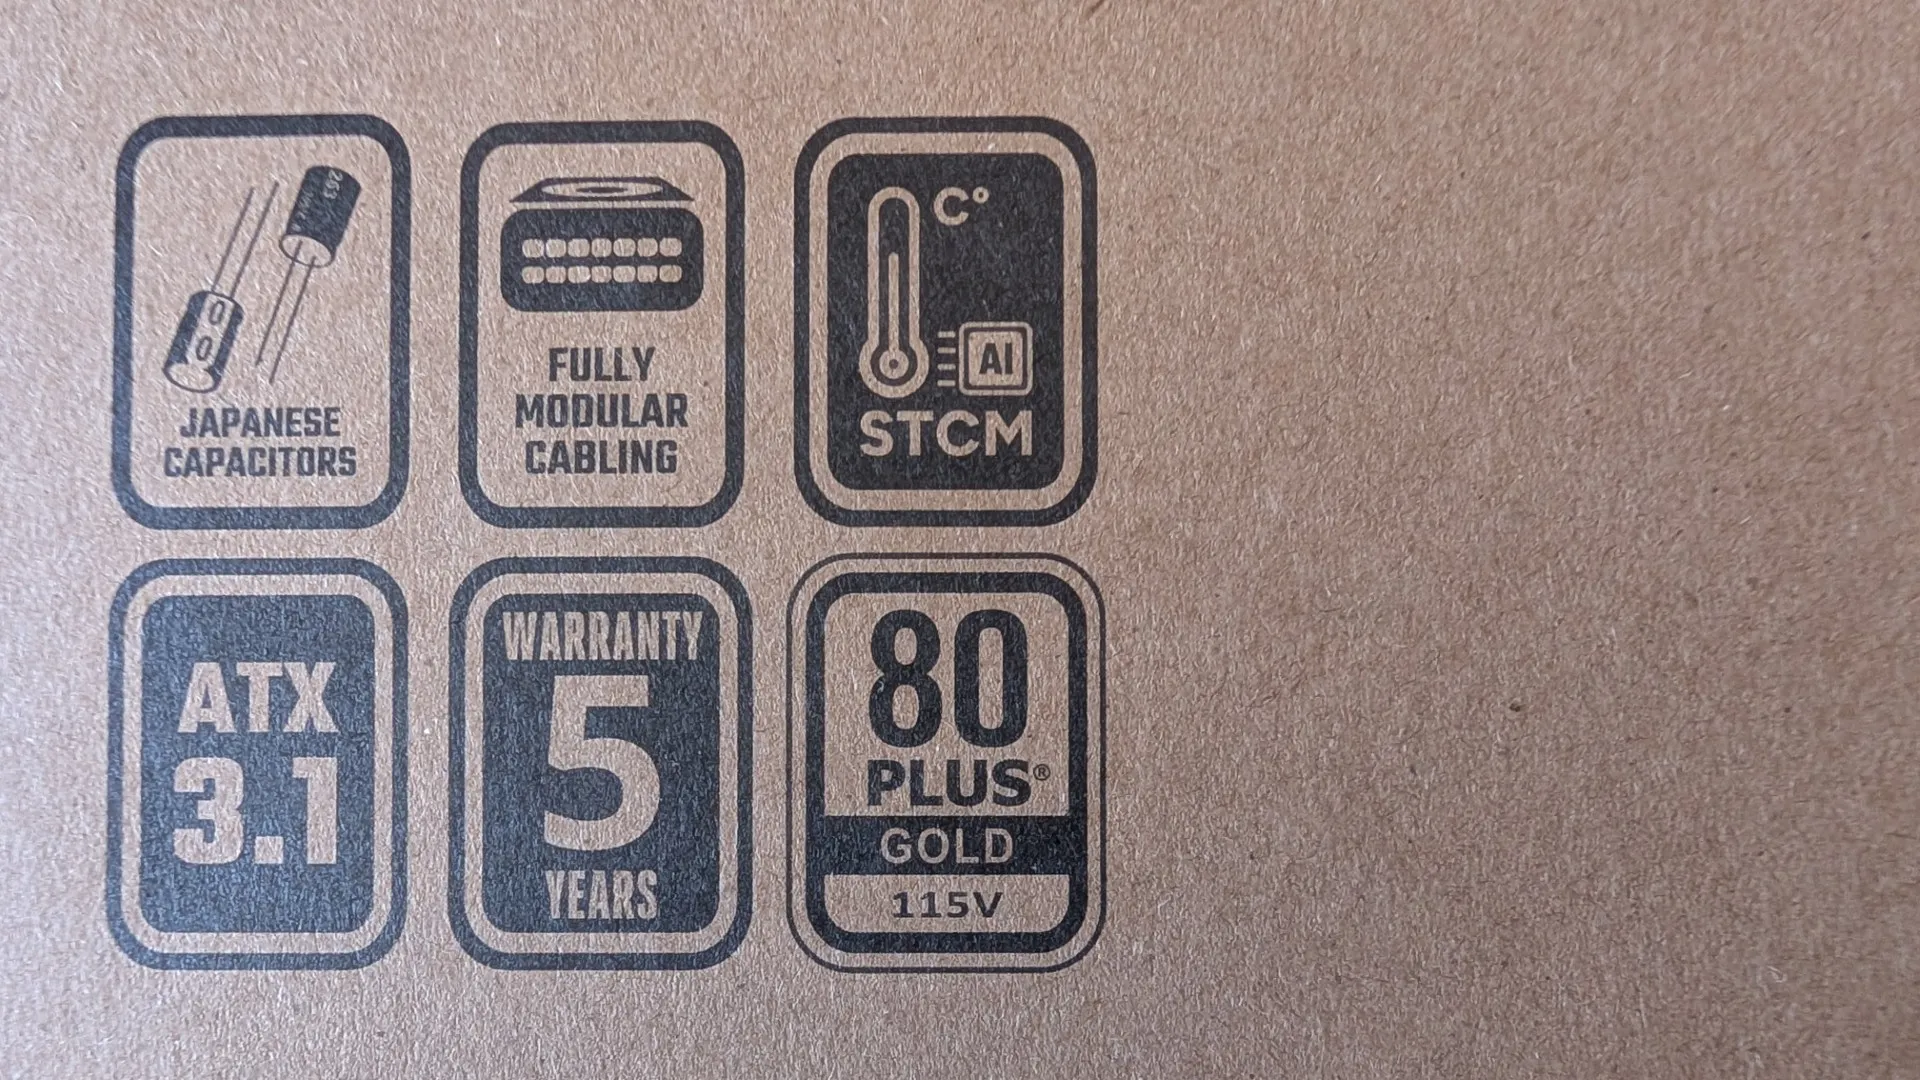 JAPANESE
CAPACITORS
FULLY
MODULAR
CABLING
C°
AI
STCM
ATX
3.1
WARRANTY
5
YEARS
80
PLUS®
GOLD
115V